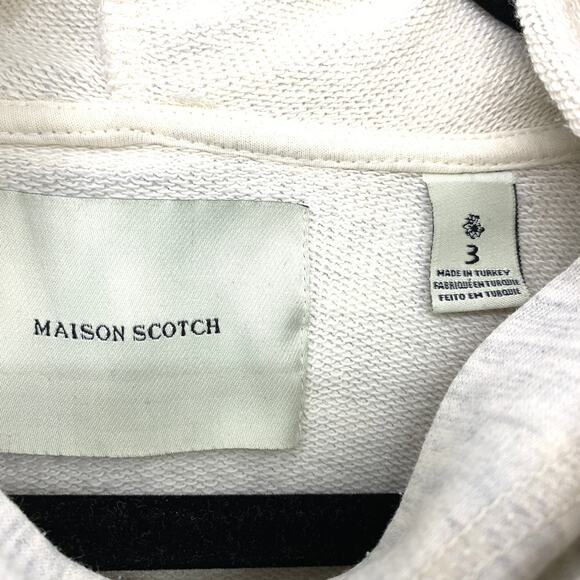 MAISON SCOTCH
3
MADE IN TURKEY
FABRIQUÉ EN TURQUIE
FEITO EM TURQUIE